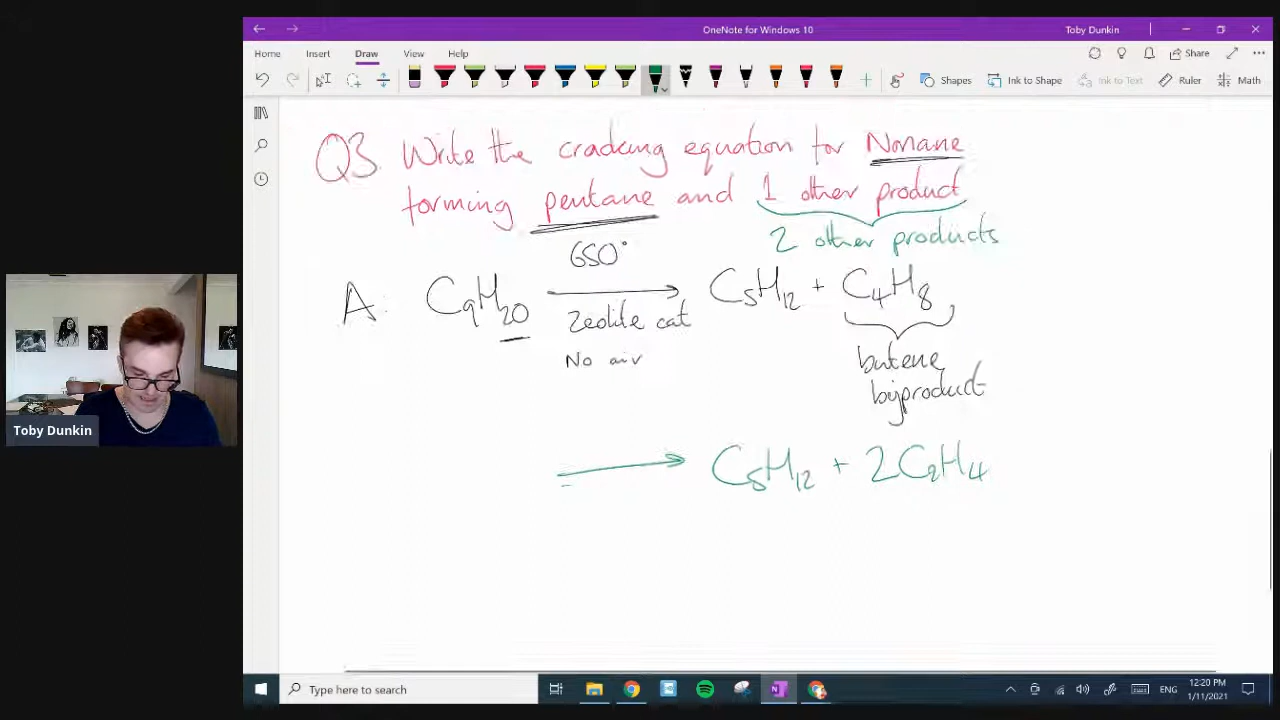 OneNote for Windows 10
Toby Dunkin
Home Insert Draw View Help
Share
Shapes Ink to Shape Ink to Text Ruler Math
Q3. Write the cracking equation for Nonane
forming pentane and 1 other product
2 other products
650°
A: C₉H₂₀ → C₅H₁₂ + C₄H₈
Zeolite cat
No air
butene
biproduct
→ C₅H₁₂ + 2C₂H₄
Toby Dunkin
Type here to search
ENG
12:20 PM
1/11/2021